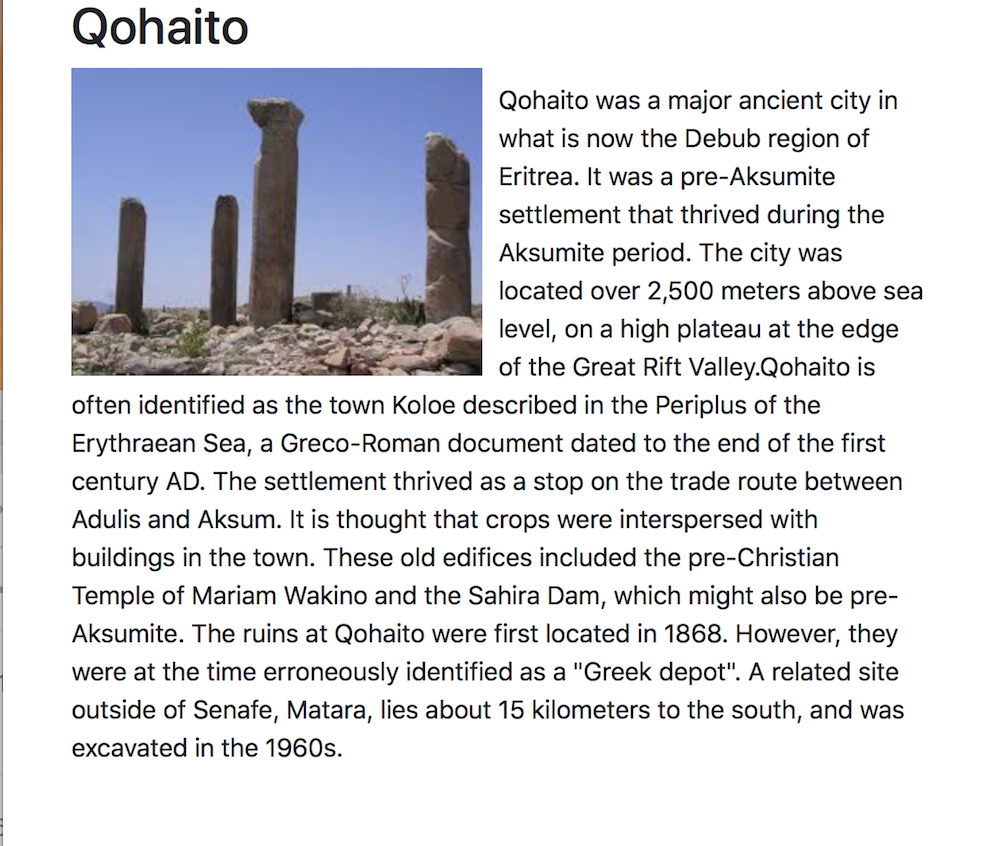 Qohaito
Qohaito was a major ancient city in
what is now the Debub region of
Eritrea. It was a pre-Aksumite
settlement that thrived during the
Aksumite period. The city was
located over 2,500 meters above sea
level, on a high plateau at the edge
of the Great Rift Valley.Qohaito is
often identified as the town Koloe described in the Periplus of the
Erythraean Sea, a Greco-Roman document dated to the end of the first
century AD. The settlement thrived as a stop on the trade route between
Adulis and Aksum. It is thought that crops were interspersed with
buildings in the town. These old edifices included the pre-Christian
Temple of Mariam Wakino and the Sahira Dam, which might also be pre-
Aksumite. The ruins at Qohaito were first located in 1868. However, they
were at the time erroneously identified as a "Greek depot". A related site
outside of Senafe, Matara, lies about 15 kilometers to the south, and was
excavated in the 1960s.